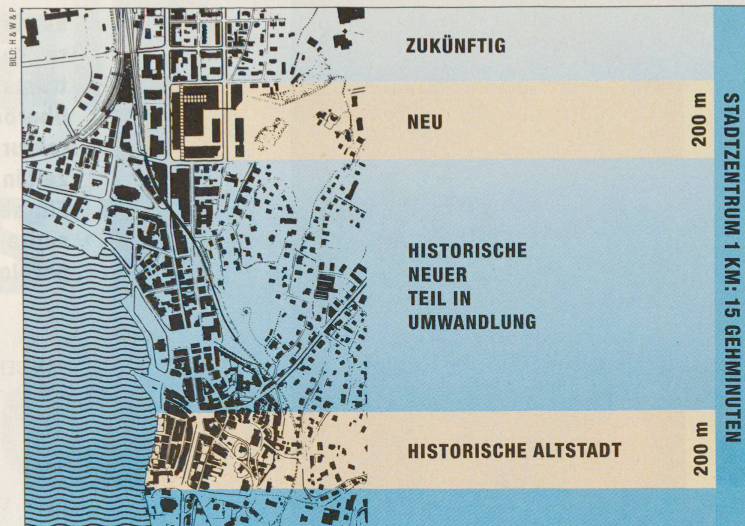 BILD: H & W & P
ZUKÜNFTIG
NEU
200 m
HISTORISCHE
NEUER
TEIL IN
UMWANDLUNG
HISTORISCHE ALTSTADT
200 m
STADTZENTRUM 1 KM: 15 GEHMINUTEN